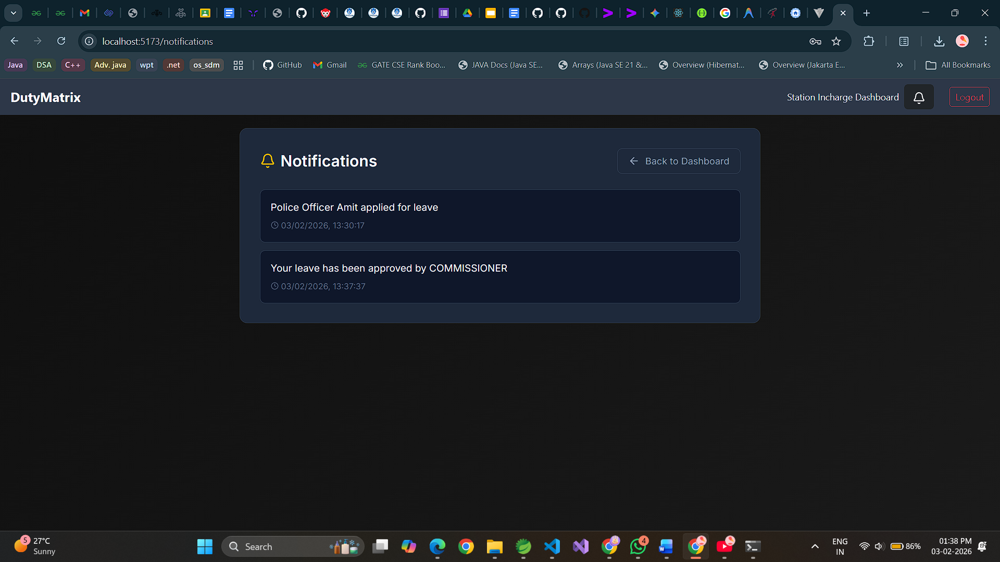 localhost:5173/notifications
Java DSA C++ Adv. java wpt .net os_sdm GitHub Gmail GATE CSE Rank Boo... JAVA Docs (Java SE... Arrays (Java SE 21 &... Overview (Hibernat... Overview (Jakarta E... » All Bookmarks
DutyMatrix
Station Incharge Dashboard
Logout
Notifications
Back to Dashboard
Police Officer Amit applied for leave
03/02/2026, 13:30:17
Your leave has been approved by COMMISSIONER
03/02/2026, 13:37:37
5
27°C
Sunny
Search
4
ENG
IN
86%
01:38 PM
03-02-2026